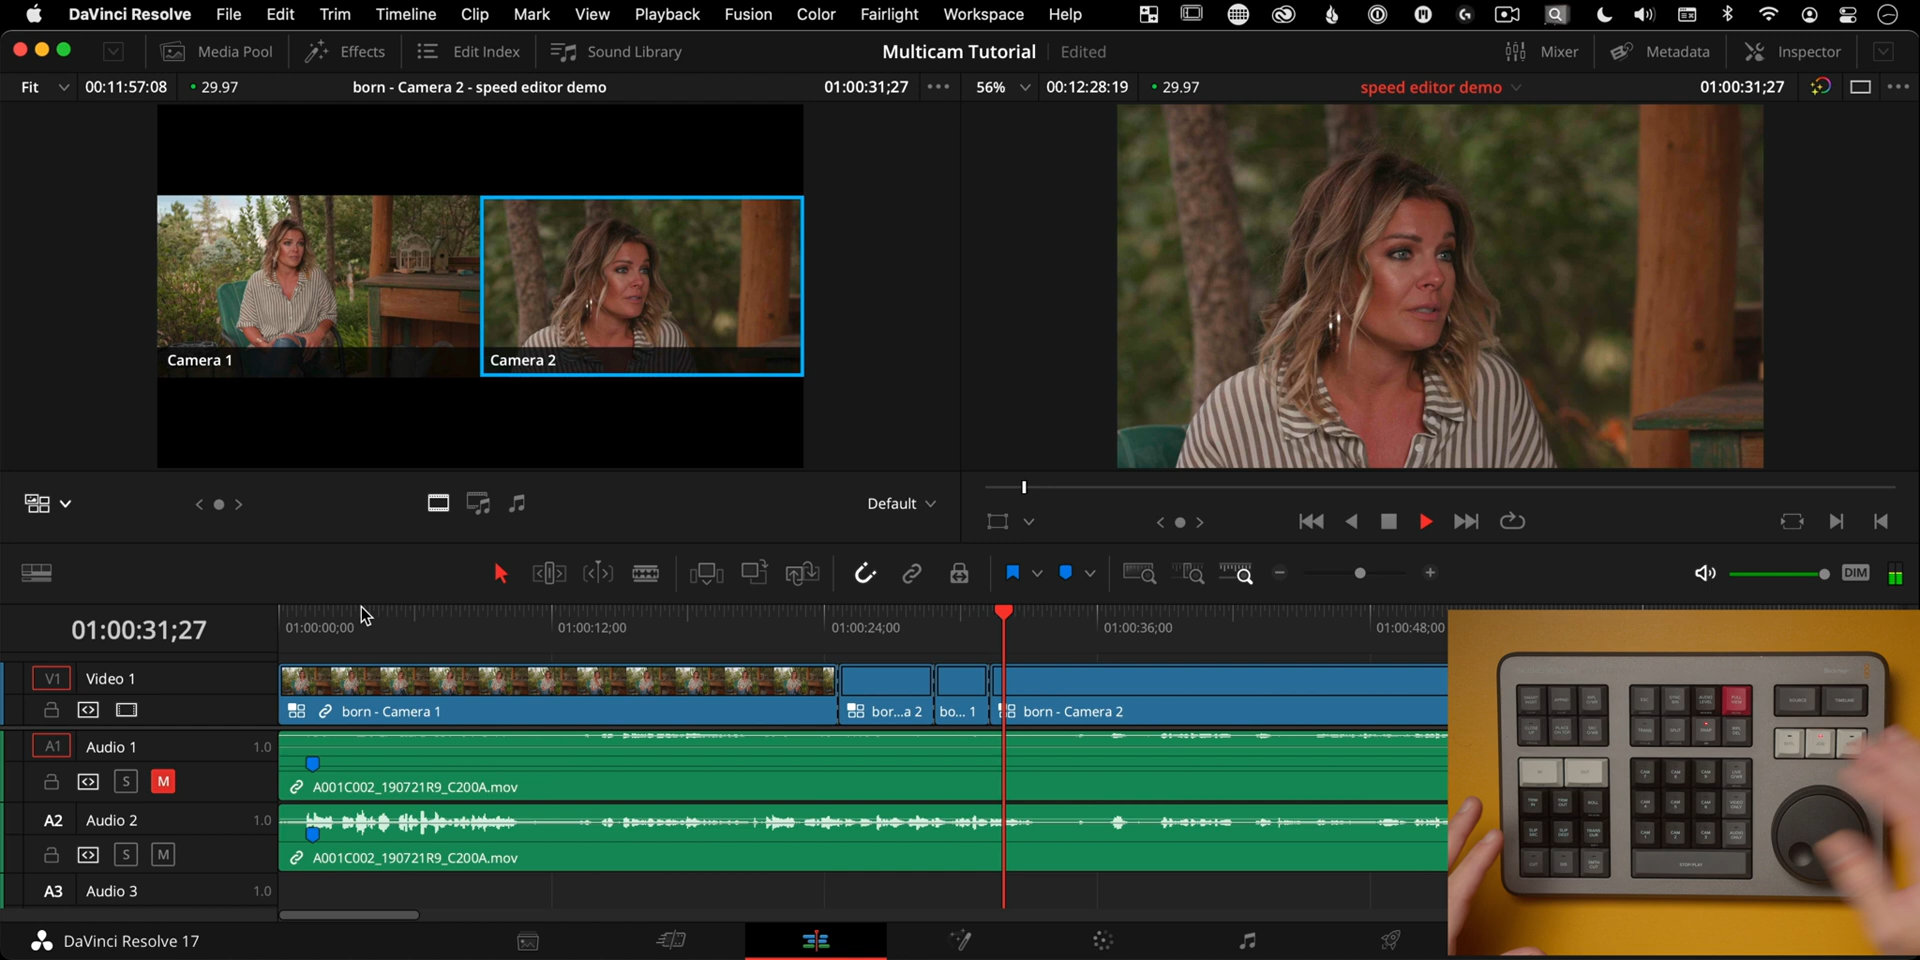 DaVinci Resolve File Edit Trim Timeline Clip Mark View Playback Fusion Color Fairlight Workspace Help
Media Pool Effects Edit Index Sound Library Multicam Tutorial Edited Mixer Metadata Inspector
Fit 00:11:57:08 29.97 born - Camera 2 - speed editor demo 01:00:31;27 56% 00:12:28:19 29.97 speed editor demo 01:00:31;27
Camera 1 Camera 2
Default
DIM
01:00:31;27 01:00:00;00 01:00:12;00 01:00:24;00 01:00:36;00 01:00:48;00
V1 Video 1
born - Camera 1 bor...a 2 bo... 1 born - Camera 2
A1 Audio 1 1.0
S M A001C002_190721R9_C200A.mov
A2 Audio 2 1.0
S M A001C002_190721R9_C200A.mov
A3 Audio 3 1.0
SOURCE TIMELINE
STOP/PLAY
DaVinci Resolve 17